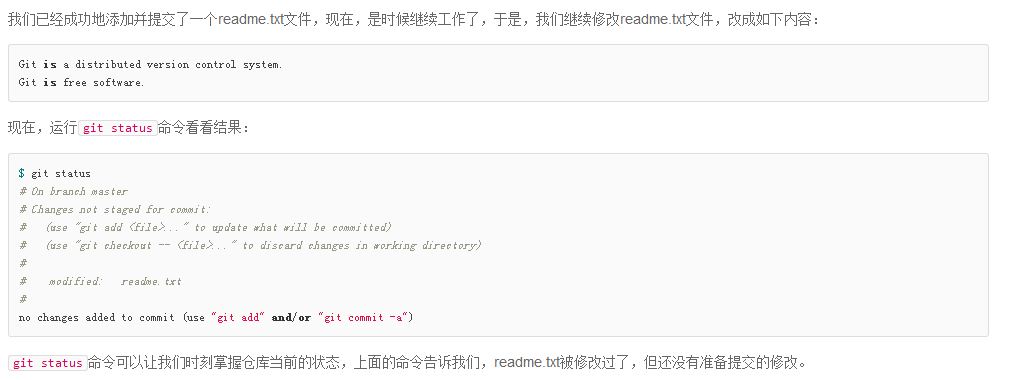 我们已经成功地添加并提交了一个readme.txt文件，现在，是时候继续工作了，于是，我们继续修改readme.txt文件，改成如下内容：
Git is a distributed version control system.
Git is free software.
现在，运行git status命令看看结果：
$ git status
# On branch master
# Changes not staged for commit:
#   (use "git add <file>..." to update what will be committed)
#   (use "git checkout -- <file>..." to discard changes in working directory)
#
#    modified:   readme.txt
#
no changes added to commit (use "git add" and/or "git commit -a")
git status命令可以让我们时刻掌握仓库当前的状态，上面的命令告诉我们，readme.txt被修改过了，但还没有准备提交的修改。